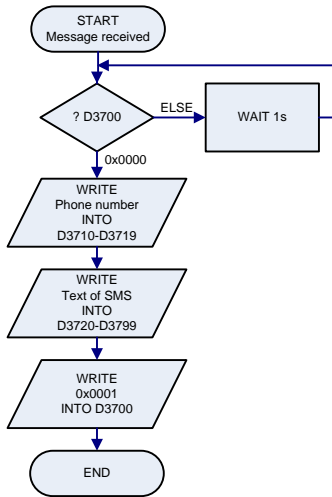 START
Message received
? D3700
ELSE
WAIT 1s
0x0000
WRITE
Phone number
INTO
D3710-D3719
WRITE
Text of SMS
INTO
D3720-D3799
WRITE
0x0001
INTO D3700
END